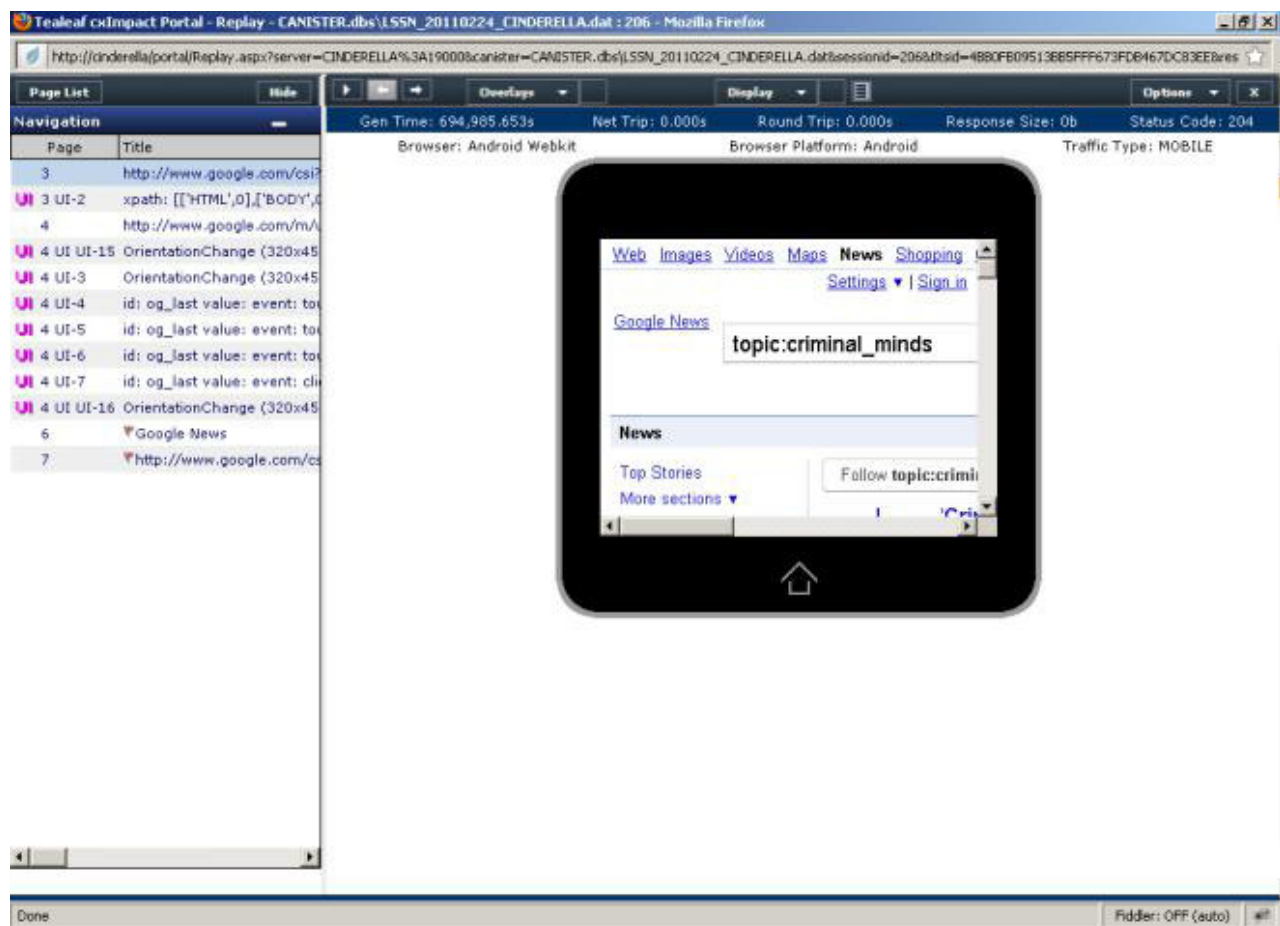 Tealeaf cxImpact Portal - Replay - CANISTER.dbs\LSSN_20110224_CINDERELLA.dat : 206 - Mozilla Firefox
http://cinderella/portal/Replay.aspx?server=CINDERELLA%3A19000&canister=CANISTER.dbs\LSSN_20110224_CINDERELLA.dat&sessionid=206&tltsid=4BB0FB09513BB5FFF673FDB467DC83EE&res
Page List Hide Overlays Display Options x
Navigation
Gen Time: 694,985.653s Net Trip: 0.000s Round Trip: 0.000s Response Size: 0b Status Code: 204
Browser: Android Webkit Browser Platform: Android Traffic Type: MOBILE
Page Title
3 http://www.google.com/csi?
UI 3 UI-2 xpath: [['HTML',0],['BODY',0
4 http://www.google.com/m/
UI 4 UI UI-15 OrientationChange (320x45
UI 4 UI-3 OrientationChange (320x45
UI 4 UI-4 id: og_last value: event: tou
UI 4 UI-5 id: og_last value: event: tou
UI 4 UI-6 id: og_last value: event: tou
UI 4 UI-7 id: og_last value: event: cli
UI 4 UI UI-16 OrientationChange (320x45
6 Google News
7 http://www.google.com/cs
Web Images Videos Maps News Shopping
Settings ▼ | Sign in
Google News
topic:criminal_minds
News
Top Stories
Follow topic:crimi
More sections ▼
'Crim
Done
Fiddler: OFF (auto)